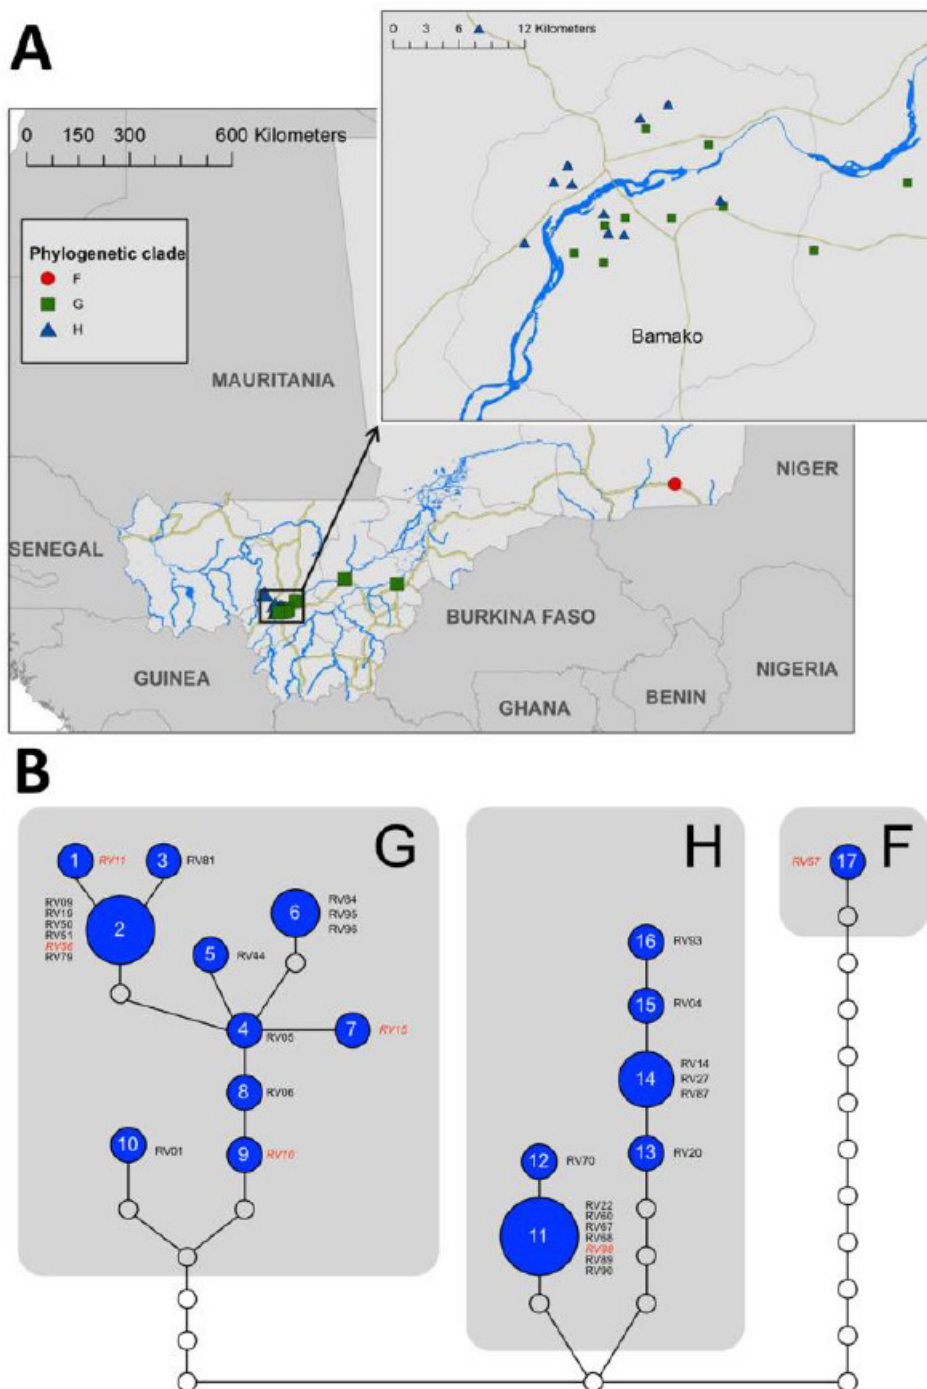 A
0 3 6 12 Kilometers
0 150 300 600 Kilometers
Phylogenetic clade
F
G
H
Bamako
MAURITANIA
NIGER
SENEGAL
BURKINA FASO
GUINEA
NIGERIA
GHANA
BENIN
B
G
H
F
1 RV11
3 RV81
17 RV57
RV09
RV19
RV50
RV51
RV56
RV79
2
6
RV84
RV95
RV96
5 RV44
16 RV93
15 RV04
4 RV05
7 RV15
14
RV14
RV27
RV87
8 RV06
10 RV01
9 RV10
12 RV70
13 RV20
11
RV22
RV60
RV67
RV68
RV98
RV89
RV90